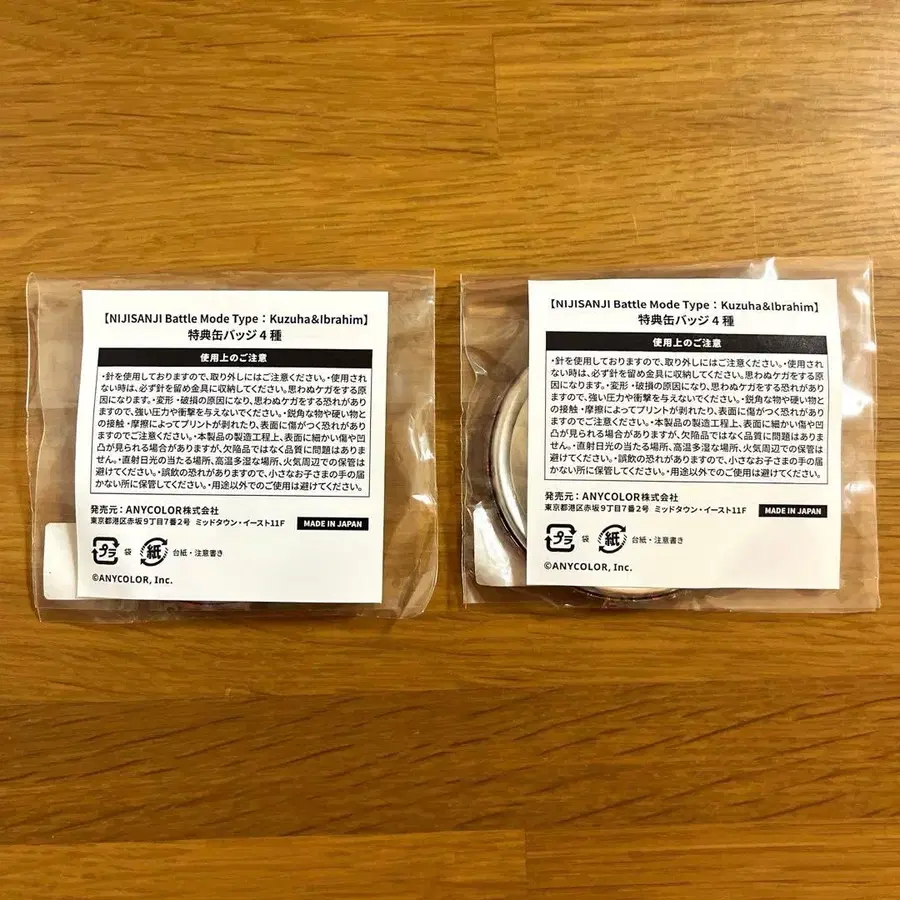 【NIJISANJI Battle Mode Type：Kuzuha&Ibrahim】
特典缶バッジ4種
使用上のご注意
・針を使用しておりますので、取り外しにはご注意ください。・使用され
ない時は、必ず針を留め金具に収納してください。思わぬケガをする原
因になります。・変形・破損の原因になり、思わぬケガをする恐れがあり
ますので、強い圧力や衝撃を与えないでください。・鋭角な物や硬い物と
の接触・摩擦によってプリントが剥れたり、表面に傷がつく恐れがあり
ますのでご注意ください。・本製品の製造工程上、表面に細かい傷や凹
凸が見られる場合がありますが、欠陥品ではなく品質に問題はありま
せん。・直射日光の当たる場所、高温多湿な場所、火気周辺での保管は
避けてください。・誤飲の恐れがありますので、小さなお子さまの手の届
かない所に保管してください。・用途以外でのご使用は避けてください。
発売元：ANYCOLOR株式会社
東京都港区赤坂9丁目7番2号 ミッドタウン・イースト11F
MADE IN JAPAN
プラ 袋 紙 台紙・注意書き
©ANYCOLOR, Inc.
【NIJISANJI Battle Mode Type：Kuzuha&Ibrahim】
特典缶バッジ4種
使用上のご注意
・針を使用しておりますので、取り外しにはご注意ください。・使用され
ない時は、必ず針を留め金具に収納してください。思わぬケガをする原
因になります。・変形・破損の原因になり、思わぬケガをする恐れがあり
ますので、強い圧力や衝撃を与えないでください。・鋭角な物や硬い物と
の接触・摩擦によってプリントが剥れたり、表面に傷がつく恐れがあり
ますのでご注意ください。・本製品の製造工程上、表面に細かい傷や凹
凸が見られる場合がありますが、欠陥品ではなく品質に問題はありま
せん。・直射日光の当たる場所、高温多湿な場所、火気周辺での保管は
避けてください。・誤飲の恐れがありますので、小さなお子さまの手の届
かない所に保管してください。・用途以外でのご使用は避けてください。
発売元：ANYCOLOR株式会社
東京都港区赤坂9丁目7番2号 ミッドタウン・イースト11F
MADE IN JAPAN
プラ 袋 紙 台紙・注意書き
©ANYCOLOR, Inc.